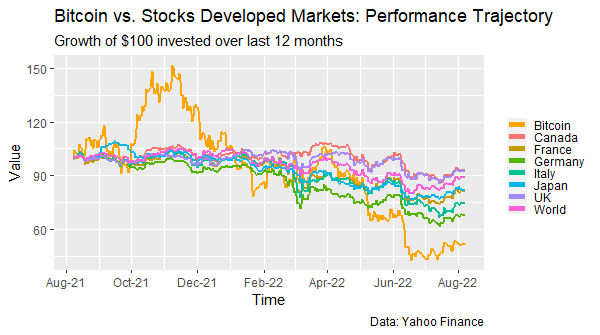 Bitcoin vs. Stocks Developed Markets: Performance Trajectory
Growth of $100 invested over last 12 months
150
120
90
60
Value
Aug-21
Oct-21
Dec-21
Feb-22
Apr-22
Jun-22
Aug-22
Time
Bitcoin
Canada
France
Germany
Italy
Japan
UK
World
Data: Yahoo Finance